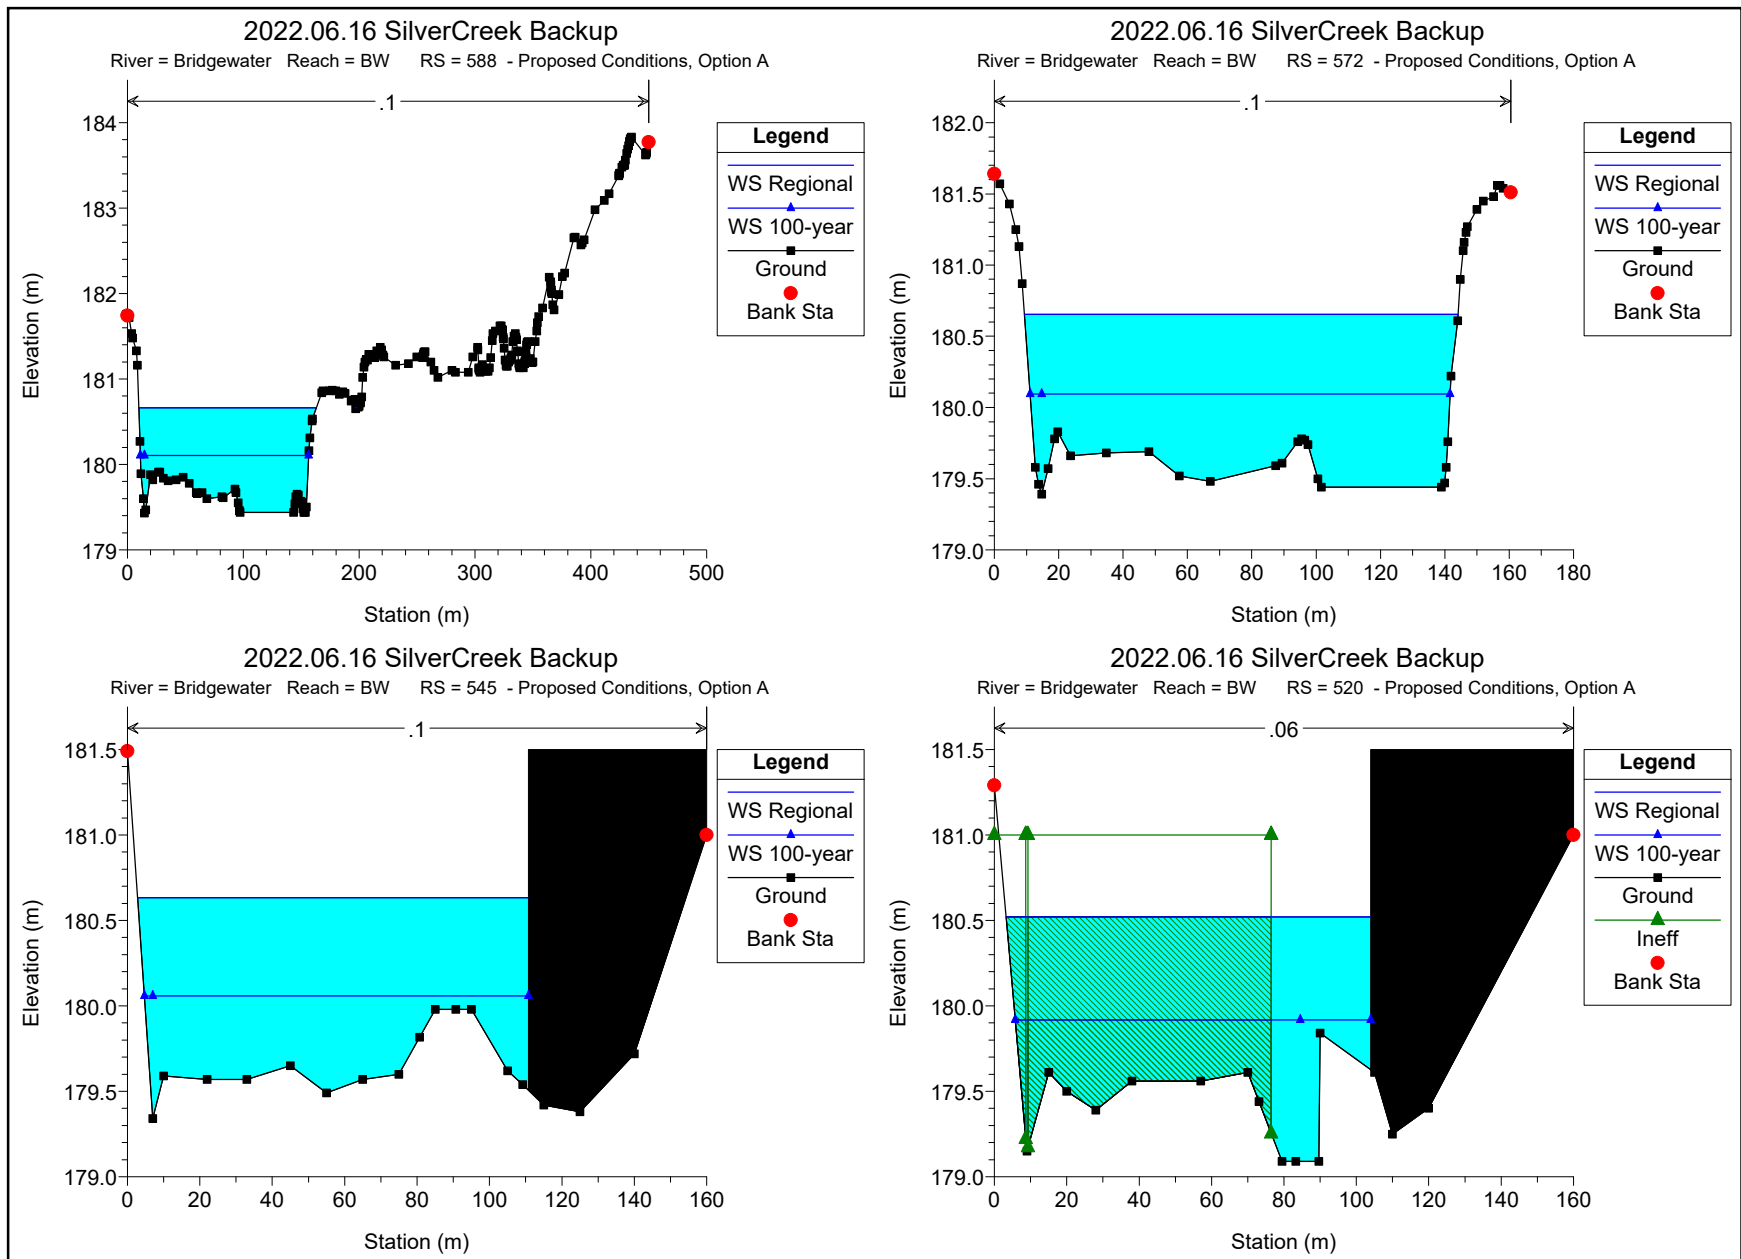 2022.06.16 SilverCreek Backup
River = Bridgewater Reach = BW RS = 588 - Proposed Conditions, Option A
.1
184
183
182
181
180
179
Elevation (m)
0 100 200 300 400 500
Station (m)
Legend
WS Regional
WS 100-year
Ground
Bank Sta
2022.06.16 SilverCreek Backup
River = Bridgewater Reach = BW RS = 572 - Proposed Conditions, Option A
.1
182.0
181.5
181.0
180.5
180.0
179.5
179.0
Elevation (m)
0 20 40 60 80 100 120 140 160 180
Station (m)
Legend
WS Regional
WS 100-year
Ground
Bank Sta
2022.06.16 SilverCreek Backup
River = Bridgewater Reach = BW RS = 545 - Proposed Conditions, Option A
.1
181.5
181.0
180.5
180.0
179.5
179.0
Elevation (m)
0 20 40 60 80 100 120 140 160
Station (m)
Legend
WS Regional
WS 100-year
Ground
Bank Sta
2022.06.16 SilverCreek Backup
River = Bridgewater Reach = BW RS = 520 - Proposed Conditions, Option A
.06
181.5
181.0
180.5
180.0
179.5
179.0
Elevation (m)
0 20 40 60 80 100 120 140 160
Station (m)
Legend
WS Regional
WS 100-year
Ground
Ineff
Bank Sta